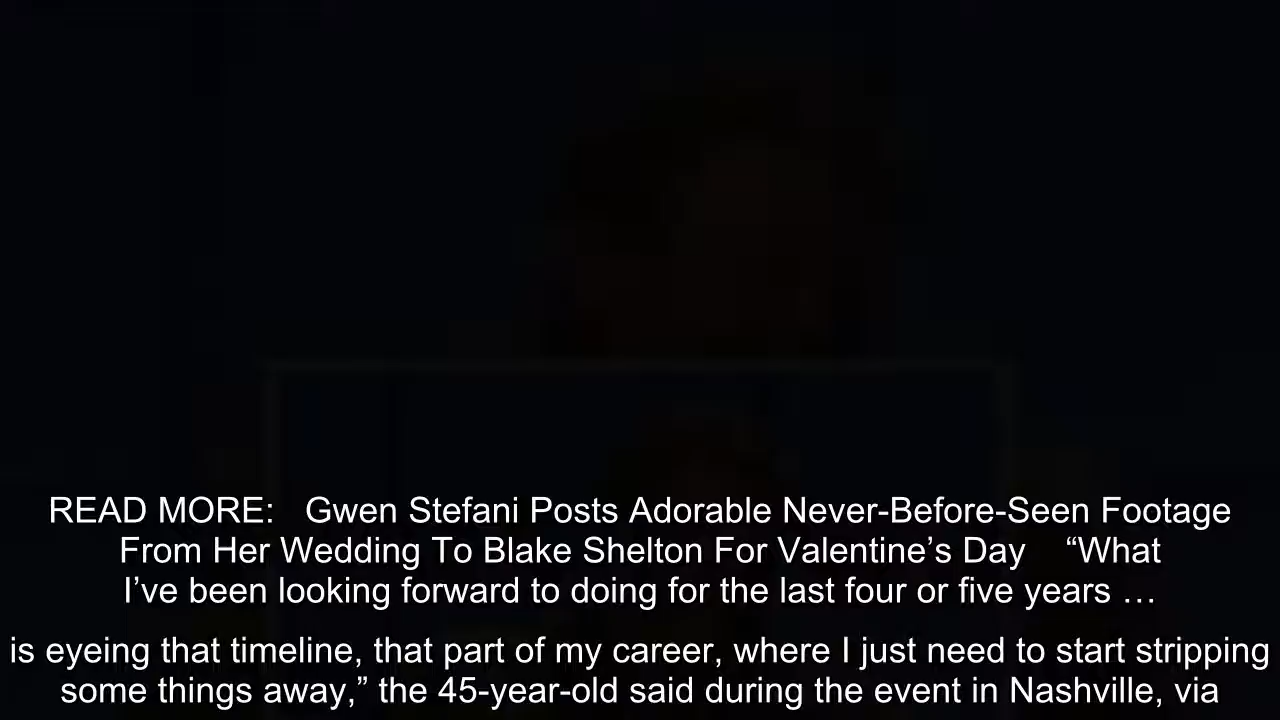 READ MORE:   Gwen Stefani Posts Adorable Never-Before-Seen Footage
From Her Wedding To Blake Shelton For Valentine’s Day    “What
I’ve been looking forward to doing for the last four or five years …
is eyeing that timeline, that part of my career, where I just need to start stripping
some things away,” the 45-year-old said during the event in Nashville, via